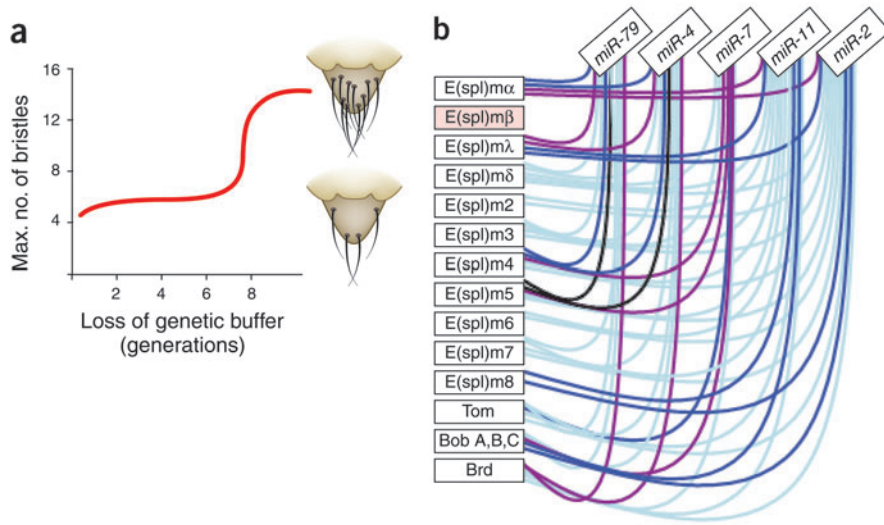 a
Max. no. of bristles
16
12
8
4
2 4 6 8
Loss of genetic buffer
(generations)
b
miR-79
miR-4
miR-7
miR-11
miR-2
E(spl)mα
E(spl)mβ
E(spl)mλ
E(spl)mδ
E(spl)m2
E(spl)m3
E(spl)m4
E(spl)m5
E(spl)m6
E(spl)m7
E(spl)m8
Tom
Bob A,B,C
Brd